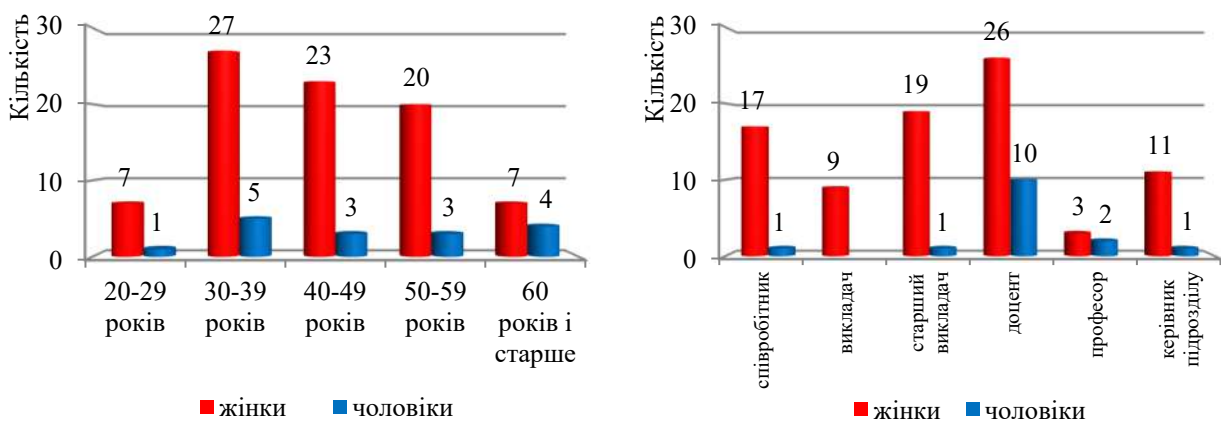 Кількість
30
20
10
0
7
1
27
5
23
3
20
3
7
4
20-29
років
30-39
років
40-49
років
50-59
років
60
років і
старше
жінки
чоловіки
Кількість
30
20
10
0
17
1
9
19
1
26
10
3
2
11
1
співробітник
викладач
старший
викладач
доцент
професор
керівник
підрозділу
жінки
чоловіки